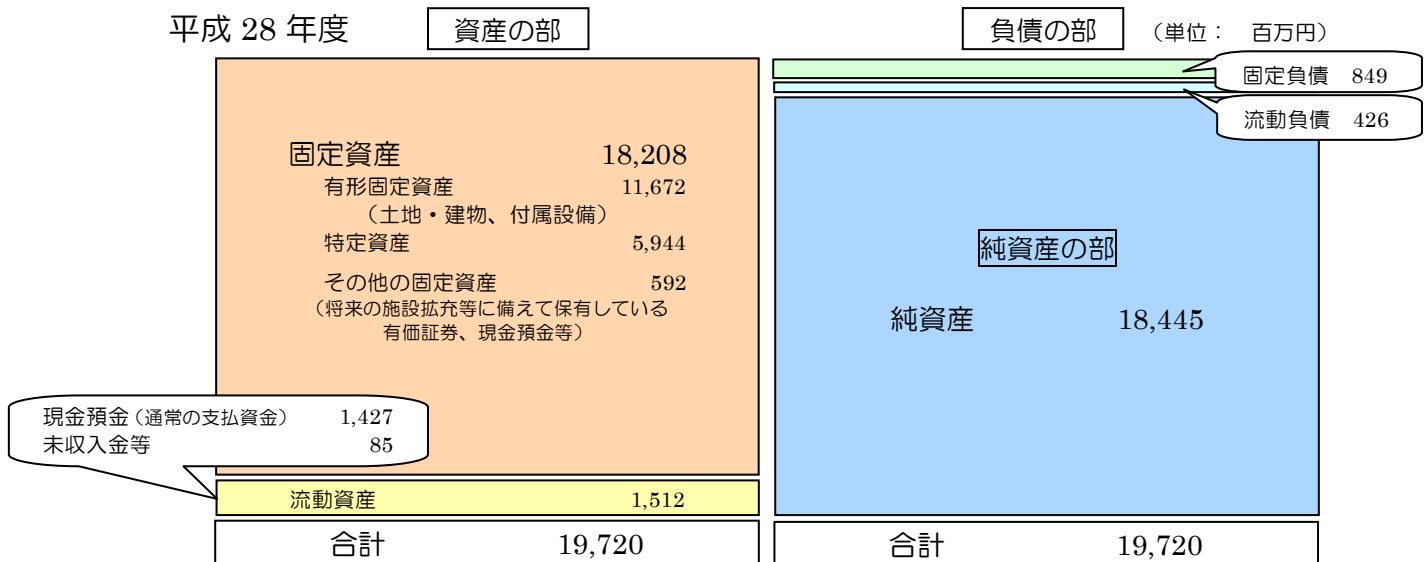 平成 28 年度 資産の部 負債の部 （単位： 百万円）
固定負債 849
流動負債 426
固定資産 18,208
有形固定資産 11,672
（土地・建物、付属設備）
特定資産 5,944
その他の固定資産 592
（将来の施設拡充等に備えて保有している
有価証券、現金預金等）
純資産の部
純資産 18,445
現金預金（通常の支払資金） 1,427
未収入金等 85
流動資産 1,512
合計 19,720
合計 19,720